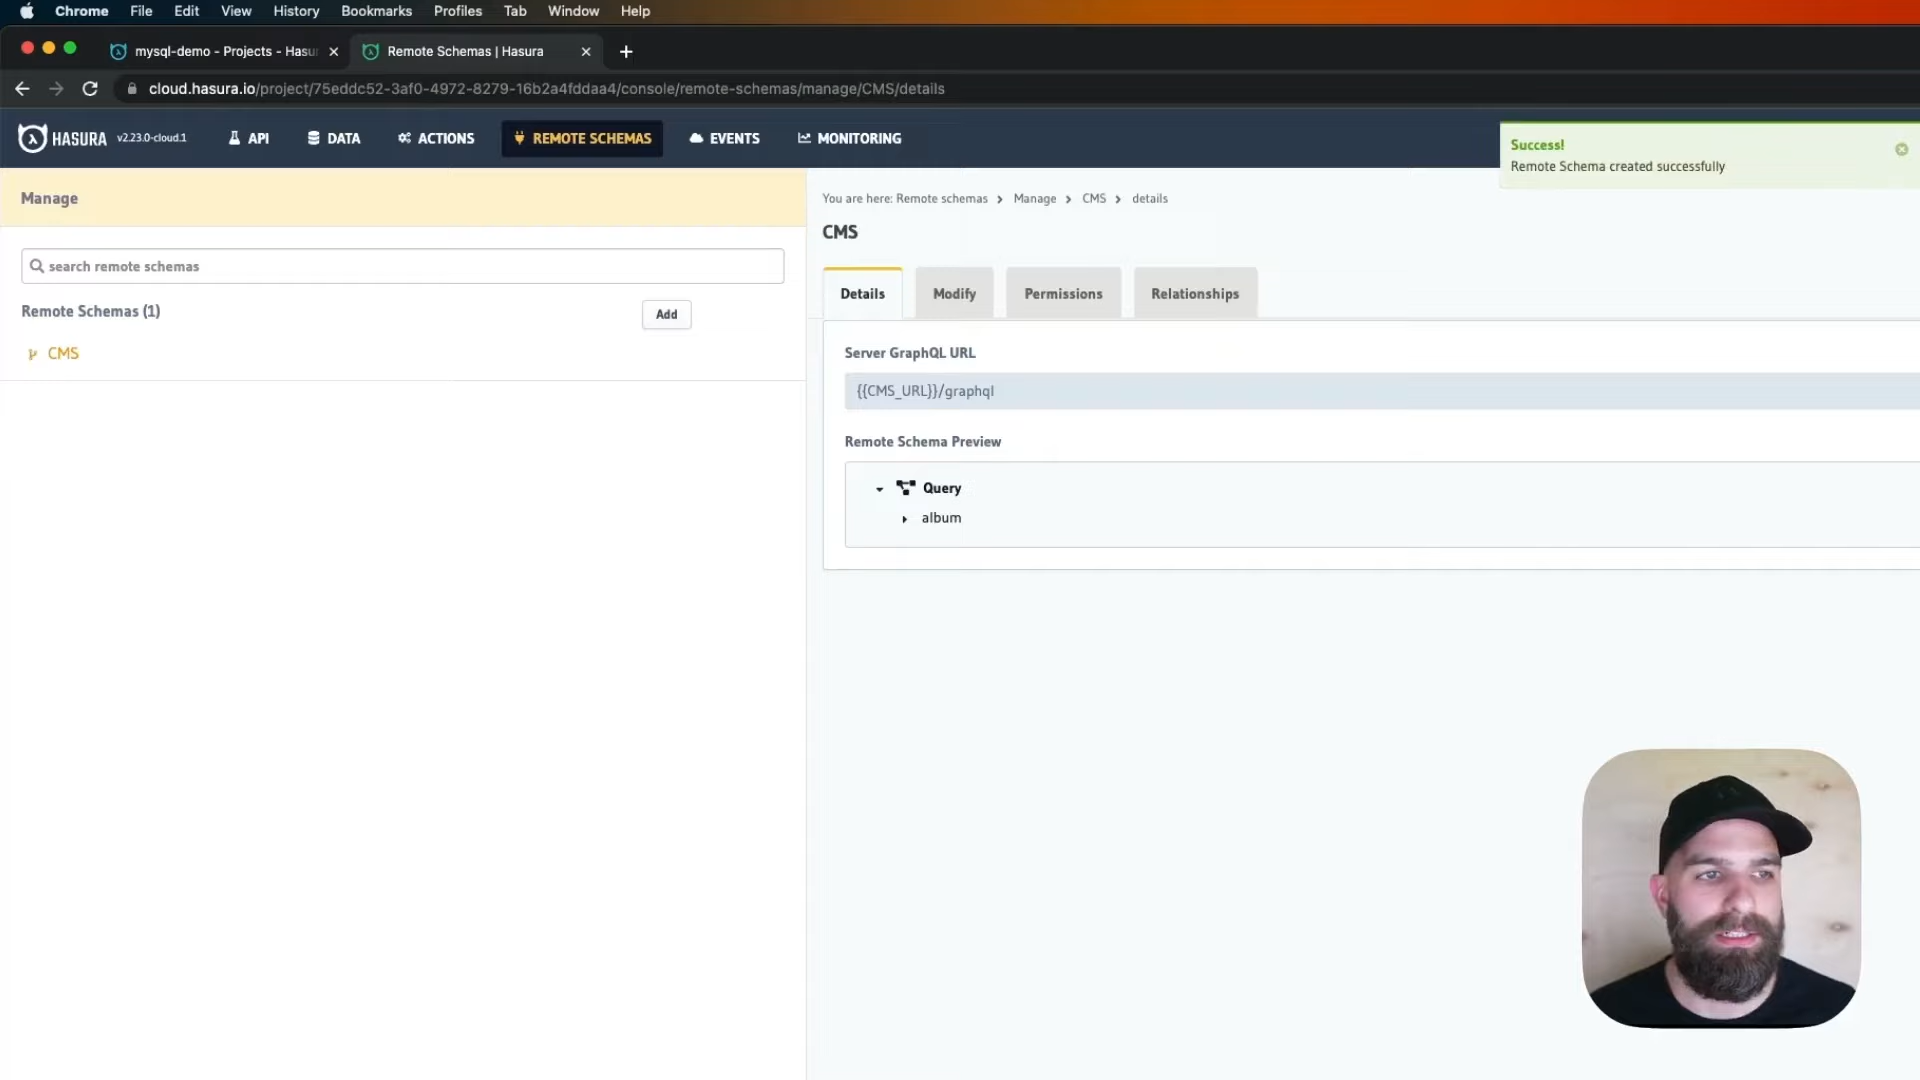 Chrome File Edit View History Bookmarks Profiles Tab Window Help
mysql-demo - Projects - Hasu
Remote Schemas | Hasura
cloud.hasura.io/project/75eddc52-3af0-4972-8279-16b2a4fddaa4/console/remote-schemas/manage/CMS/details
HASURA v2.23.0-cloud.1 API DATA ACTIONS REMOTE SCHEMAS EVENTS MONITORING
Success!
Remote Schema created successfully
Manage
search remote schemas
Remote Schemas (1)
Add
CMS
You are here: Remote schemas > Manage > CMS > details
CMS
Details Modify Permissions Relationships
Server GraphQL URL
{{CMS_URL}}/graphql
Remote Schema Preview
Query
album